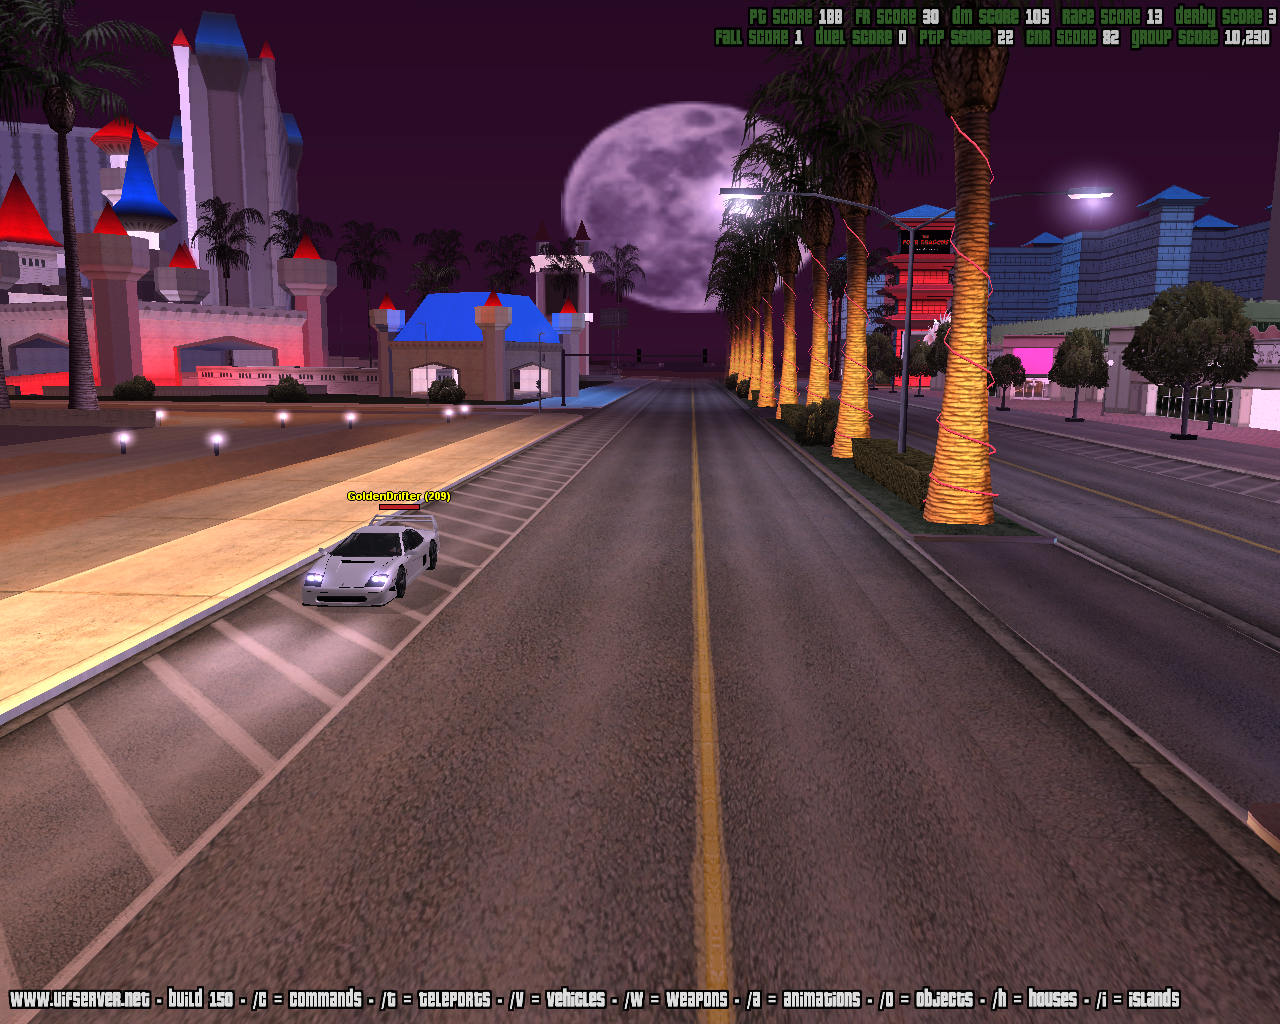 PT SCORE 188 FR SCORE 30 DM SCORE 105 RACE SCORE 13 DERBY SCORE 3
FALL SCORE 1 DUEL SCORE 0 PTP SCORE 22 CNR SCORE 82 GROUP SCORE 10,230
FOUR DRAGONS
GoldenDrifter (209)
WWW.UIFSERVER.NET - BUILD 150 - /C = COMMANDS - /T = TELEPORTS - /V = VEHICLES - /W = WEAPONS - /A = ANIMATIONS - /O = OBJECTS - /H = HOUSES - /I = ISLANDS